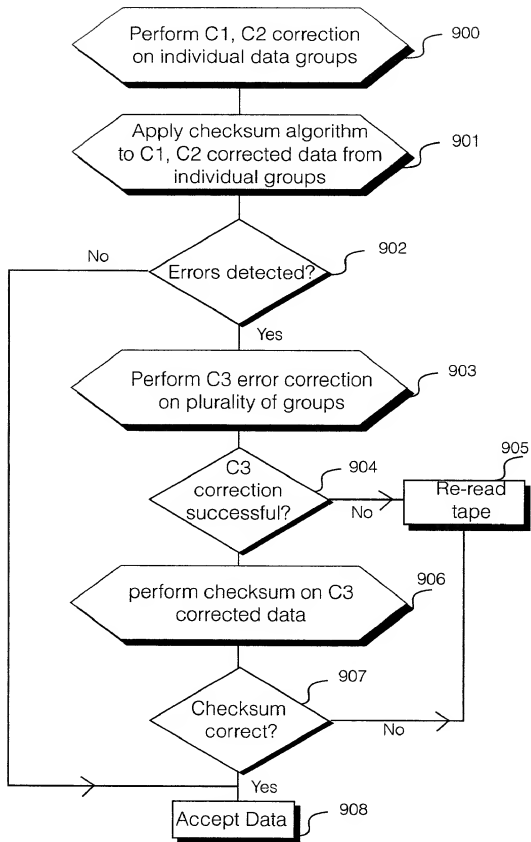 Perform C1, C2 correction
on individual data groups
900
Apply checksum algorithm
to C1, C2 corrected data from
individual groups
901
Errors detected?
902
No
Yes
Perform C3 error correction
on plurality of groups
903
C3
correction
successful?
904
No
905
Re-read
tape
perform checksum on C3
corrected data
906
Checksum
correct?
907
No
Yes
Accept Data
908